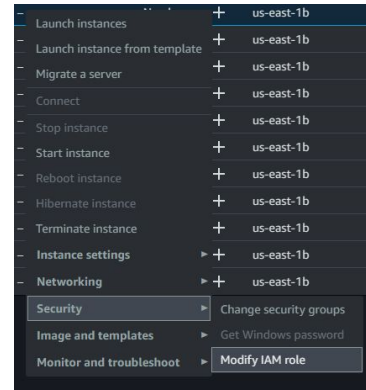 us-east-1b
Launch instances
Launch instance from template
us-east-1b
Migrate a server
us-east-1b
Connect
us-east-1b
Stop instance
us-east-1b
Start instance
us-east-1b
Reboot instance
us-east-1b
Hibernate instance
us-east-1b
Terminate instance
us-east-1b
Instance settings
us-east-1b
Networking
us-east-1b
Security
Change security groups
Image and templates
Get Windows password
Monitor and troubleshoot
Modify IAM role